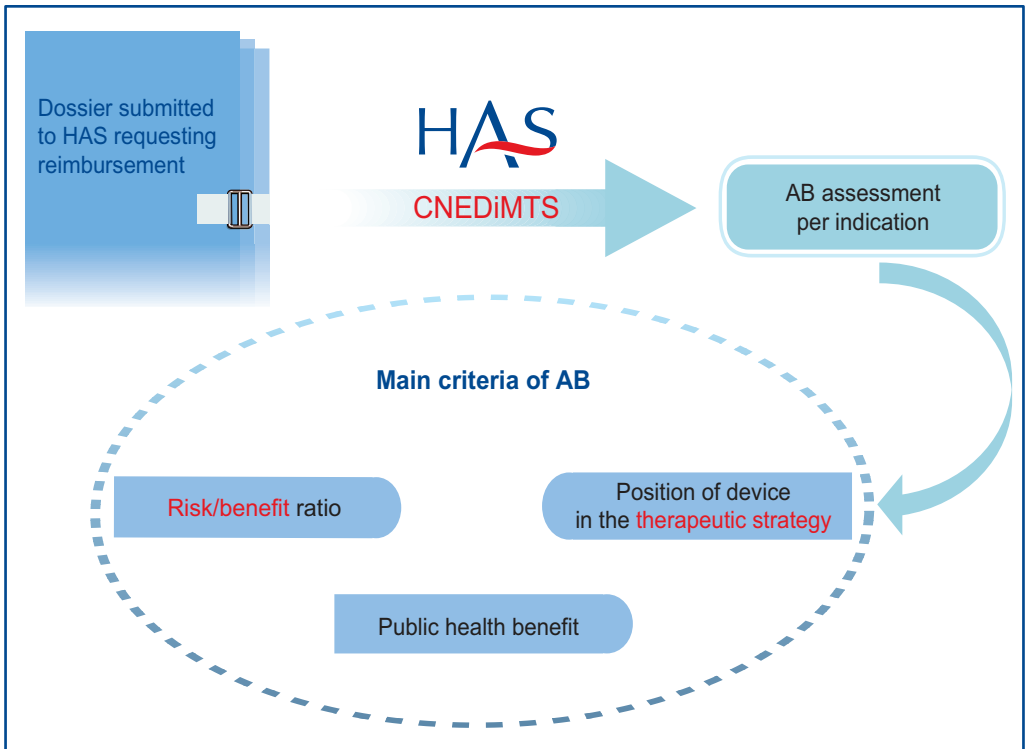 Dossier submitted
to HAS requesting
reimbursement
HAS
CNEDiMTS
AB assessment
per indication
Main criteria of AB
Risk/benefit ratio
Position of device
in the therapeutic strategy
Public health benefit